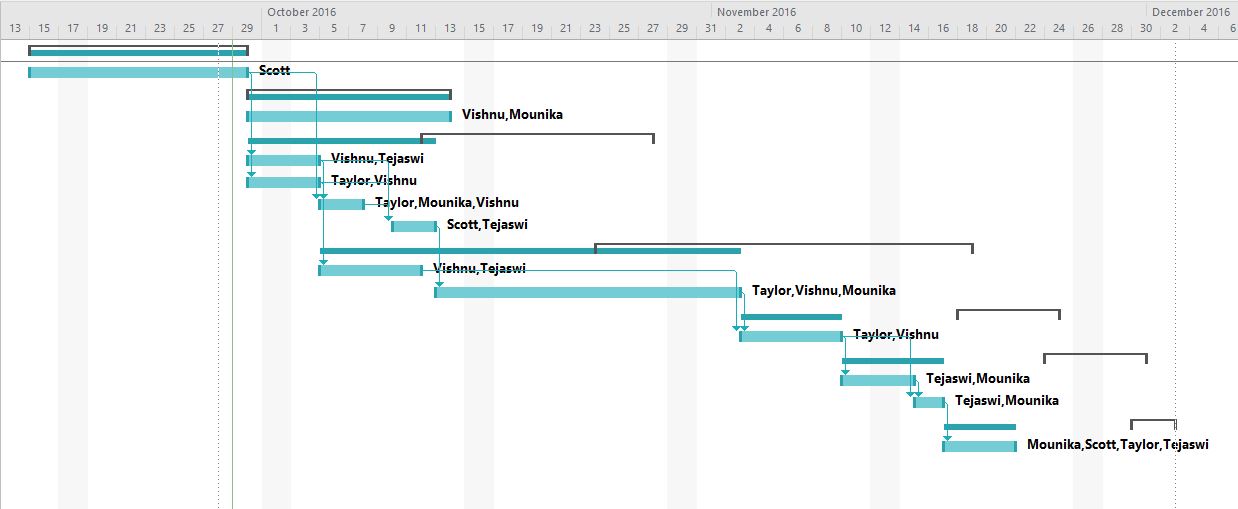 October 2016 November 2016 December 2016
13 15 17 19 21 23 25 27 29 1 3 5 7 9 11 13 15 17 19 21 23 25 27 29 31 2 4 6 8 10 12 14 16 18 20 22 24 26 28 30 2 4 6
Scott
Vishnu,Mounika
Vishnu,Tejaswi
Taylor,Vishnu
Taylor,Mounika,Vishnu
Scott,Tejaswi
Vishnu,Tejaswi
Taylor,Vishnu,Mounika
Taylor,Vishnu
Tejaswi,Mounika
Tejaswi,Mounika
Mounika,Scott,Taylor,Tejaswi